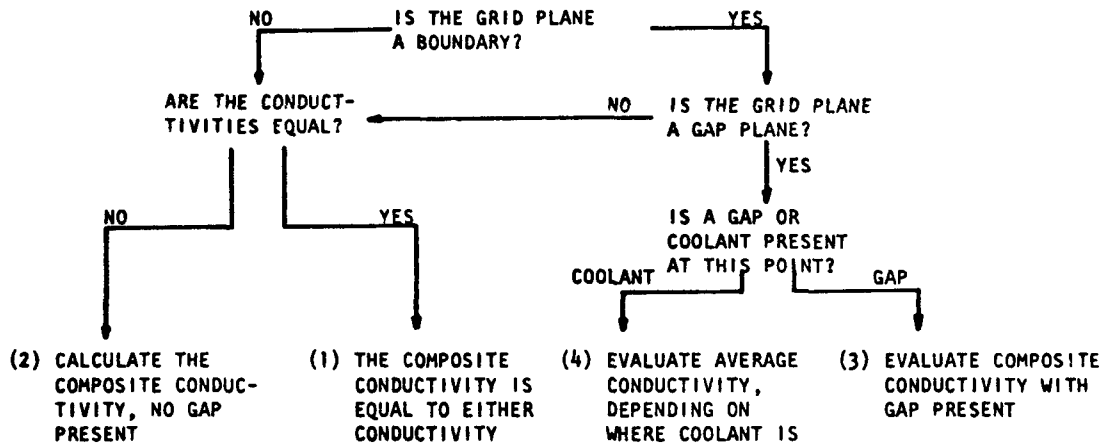 NO
IS THE GRID PLANE
A BOUNDARY?
YES
ARE THE CONDUCT-
TIVITIES EQUAL?
NO
IS THE GRID PLANE
A GAP PLANE?
YES
NO
YES
IS A GAP OR
COOLANT PRESENT
AT THIS POINT?
COOLANT
GAP
(2) CALCULATE THE
COMPOSITE CONDUC-
TIVITY, NO GAP
PRESENT
(1) THE COMPOSITE
CONDUCTIVITY IS
EQUAL TO EITHER
CONDUCTIVITY
(4) EVALUATE AVERAGE
CONDUCTIVITY,
DEPENDING ON
WHERE COOLANT IS
(3) EVALUATE COMPOSITE
CONDUCTIVITY WITH
GAP PRESENT